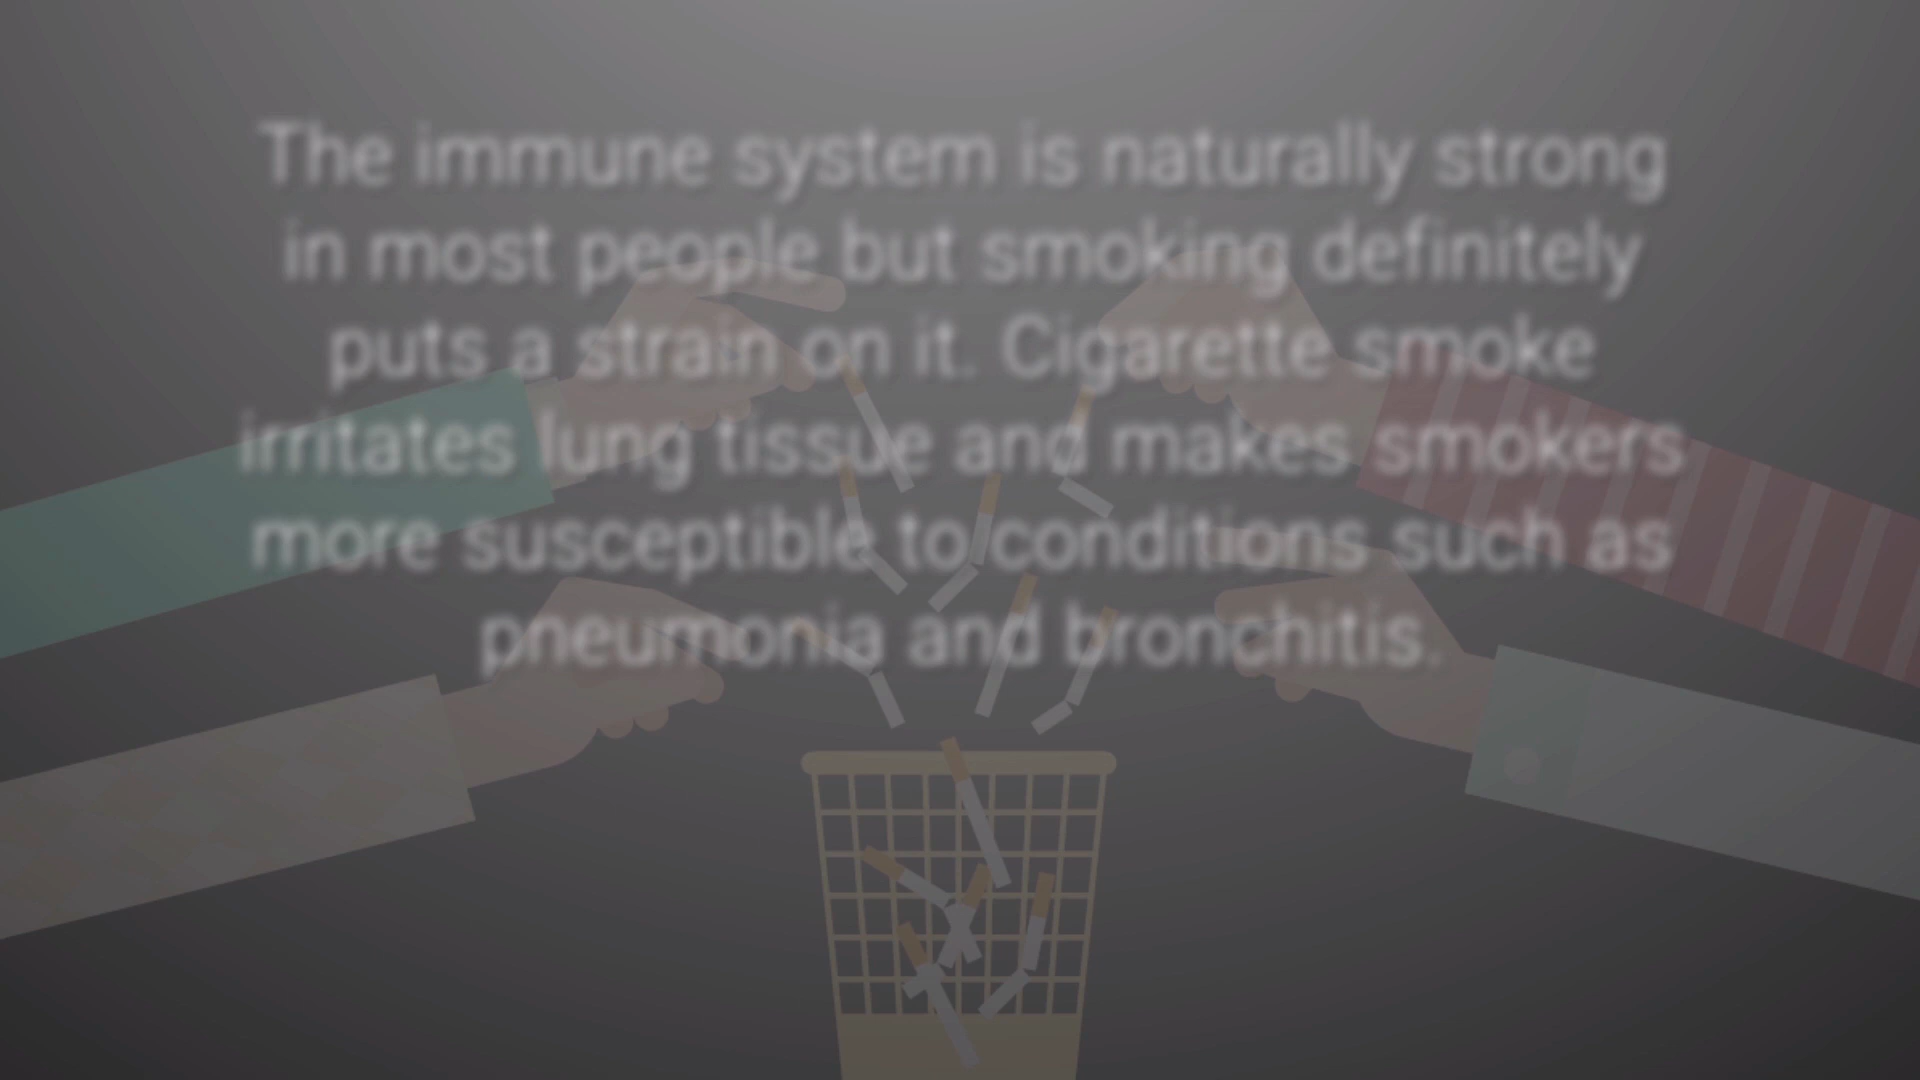 The immune system is naturally strong
in most people but smoking definitely
puts a strain on it. Cigarette smoke
irritates lung tissue and makes smokers
more susceptible to conditions such as
pneumonia and bronchitis.